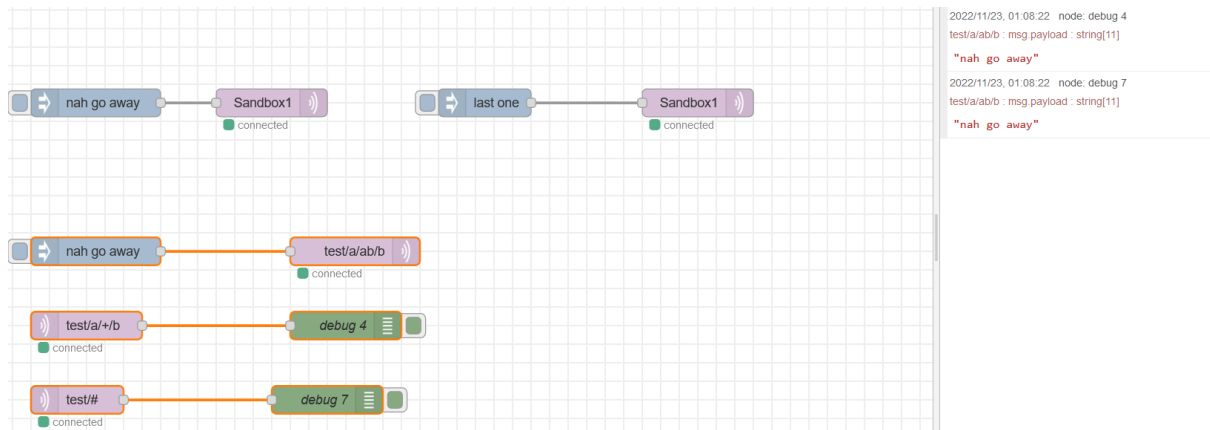 nah go away
Sandbox1
connected
last one
Sandbox1
connected
nah go away
test/a/ab/b
connected
test/a/+/b
connected
debug 4
test/#
connected
debug 7
2022/11/23, 01:08:22 node: debug 4
test/a/ab/b : msg.payload : string[11]
"nah go away"
2022/11/23, 01:08:22 node: debug 7
test/a/ab/b : msg.payload : string[11]
"nah go away"